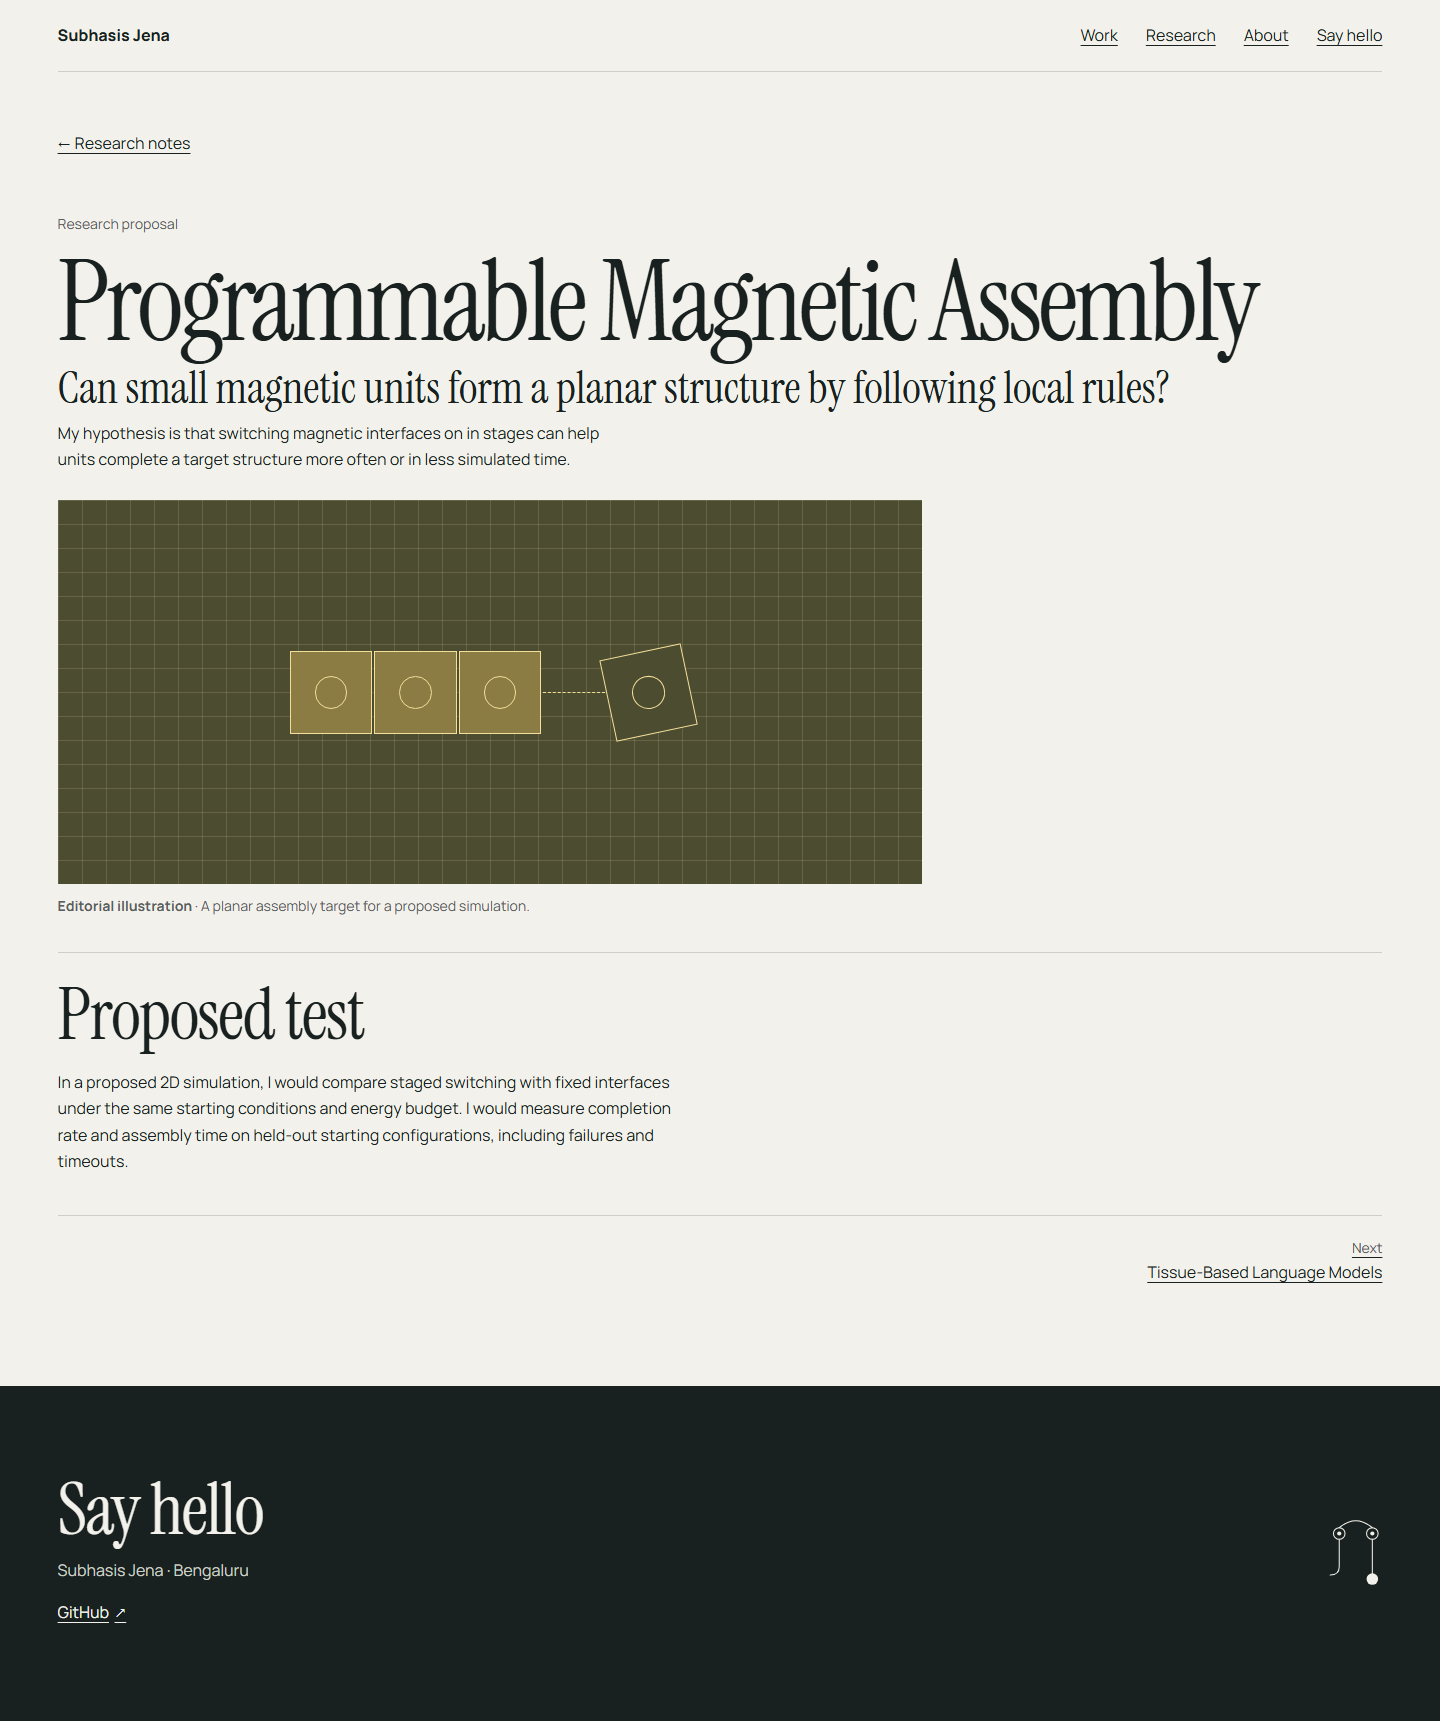 Subhasis Jena
Work Research About Say hello
← Research notes
Research proposal
Programmable Magnetic Assembly
Can small magnetic units form a planar structure by following local rules?
My hypothesis is that switching magnetic interfaces on in stages can help
units complete a target structure more often or in less simulated time.
Editorial illustration · A planar assembly target for a proposed simulation.
Proposed test
In a proposed 2D simulation, I would compare staged switching with fixed interfaces
under the same starting conditions and energy budget. I would measure completion
rate and assembly time on held-out starting configurations, including failures and
timeouts.
Next
Tissue-Based Language Models
Say hello
Subhasis Jena · Bengaluru
GitHub ↗